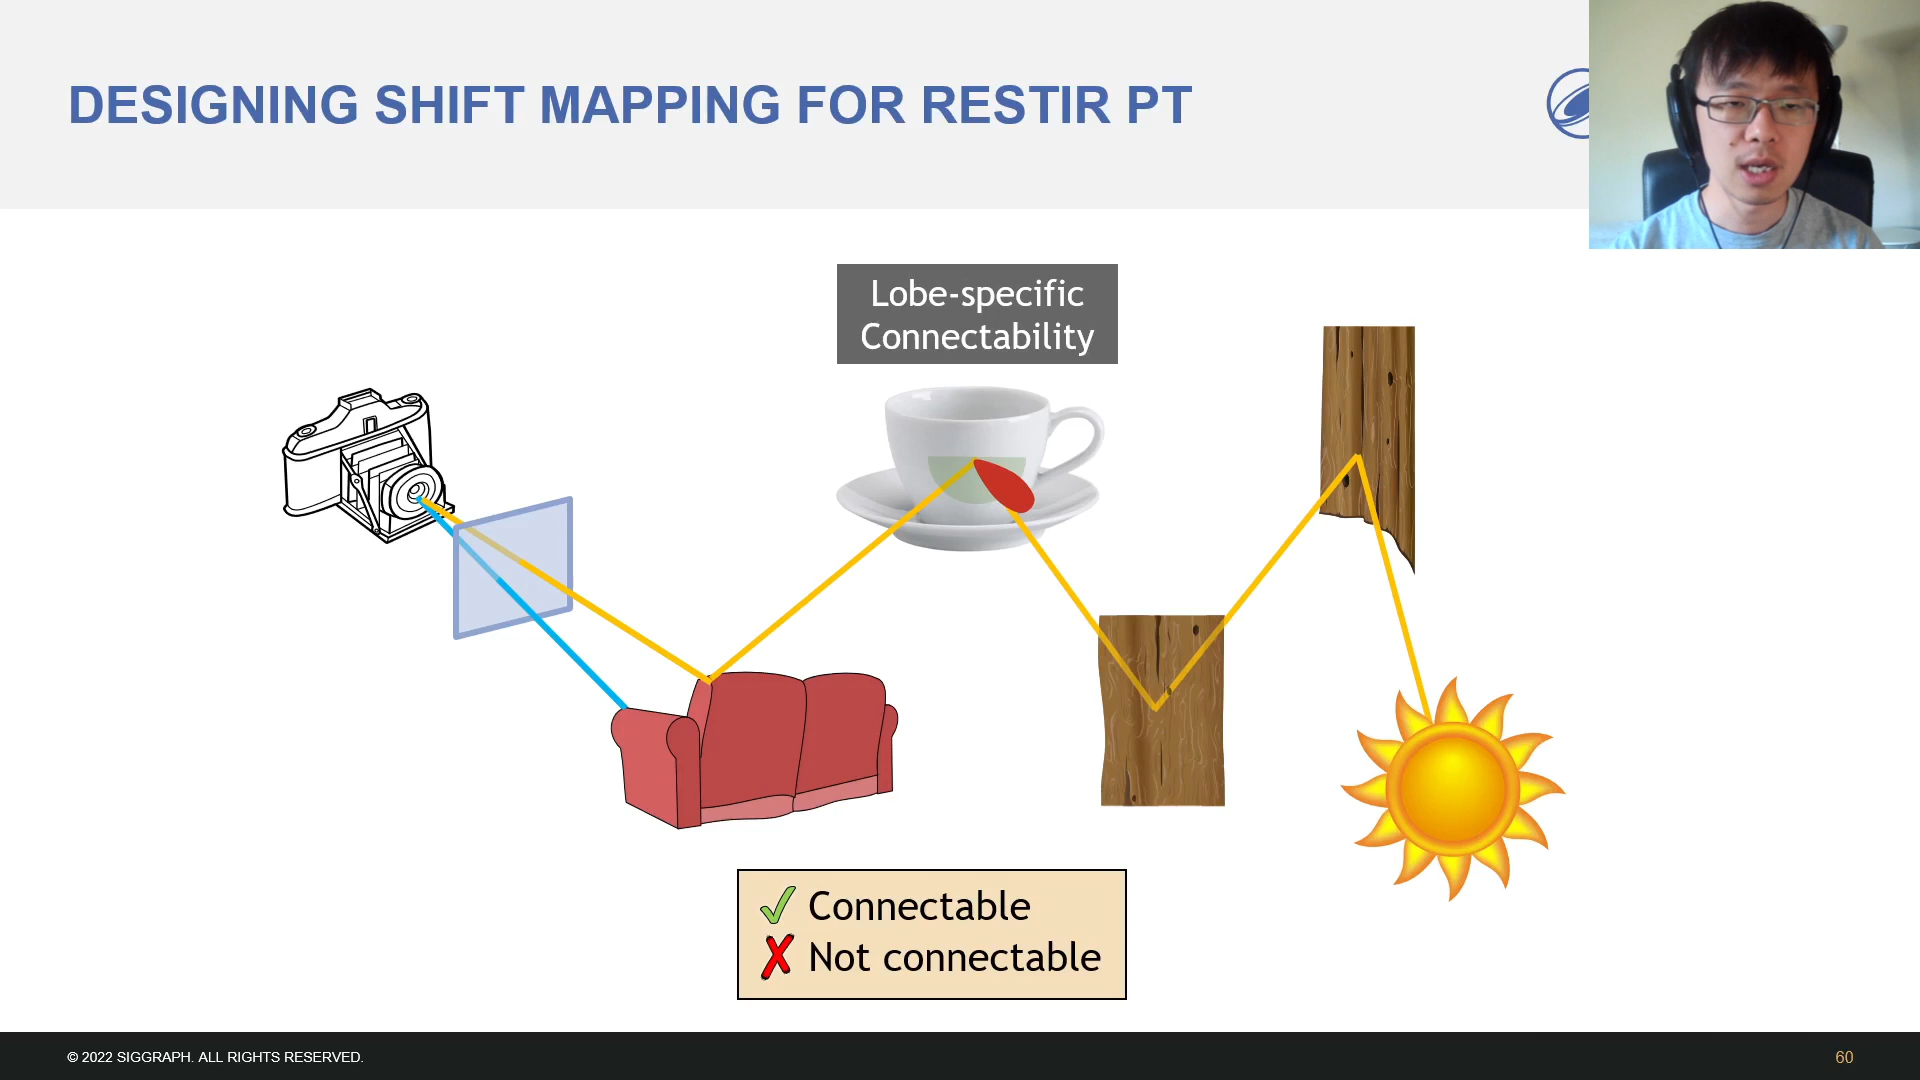 DESIGNING SHIFT MAPPING FOR RESTIR PT
Lobe-specific
Connectability
Connectable
Not connectable
© 2022 SIGGRAPH. ALL RIGHTS RESERVED.
60